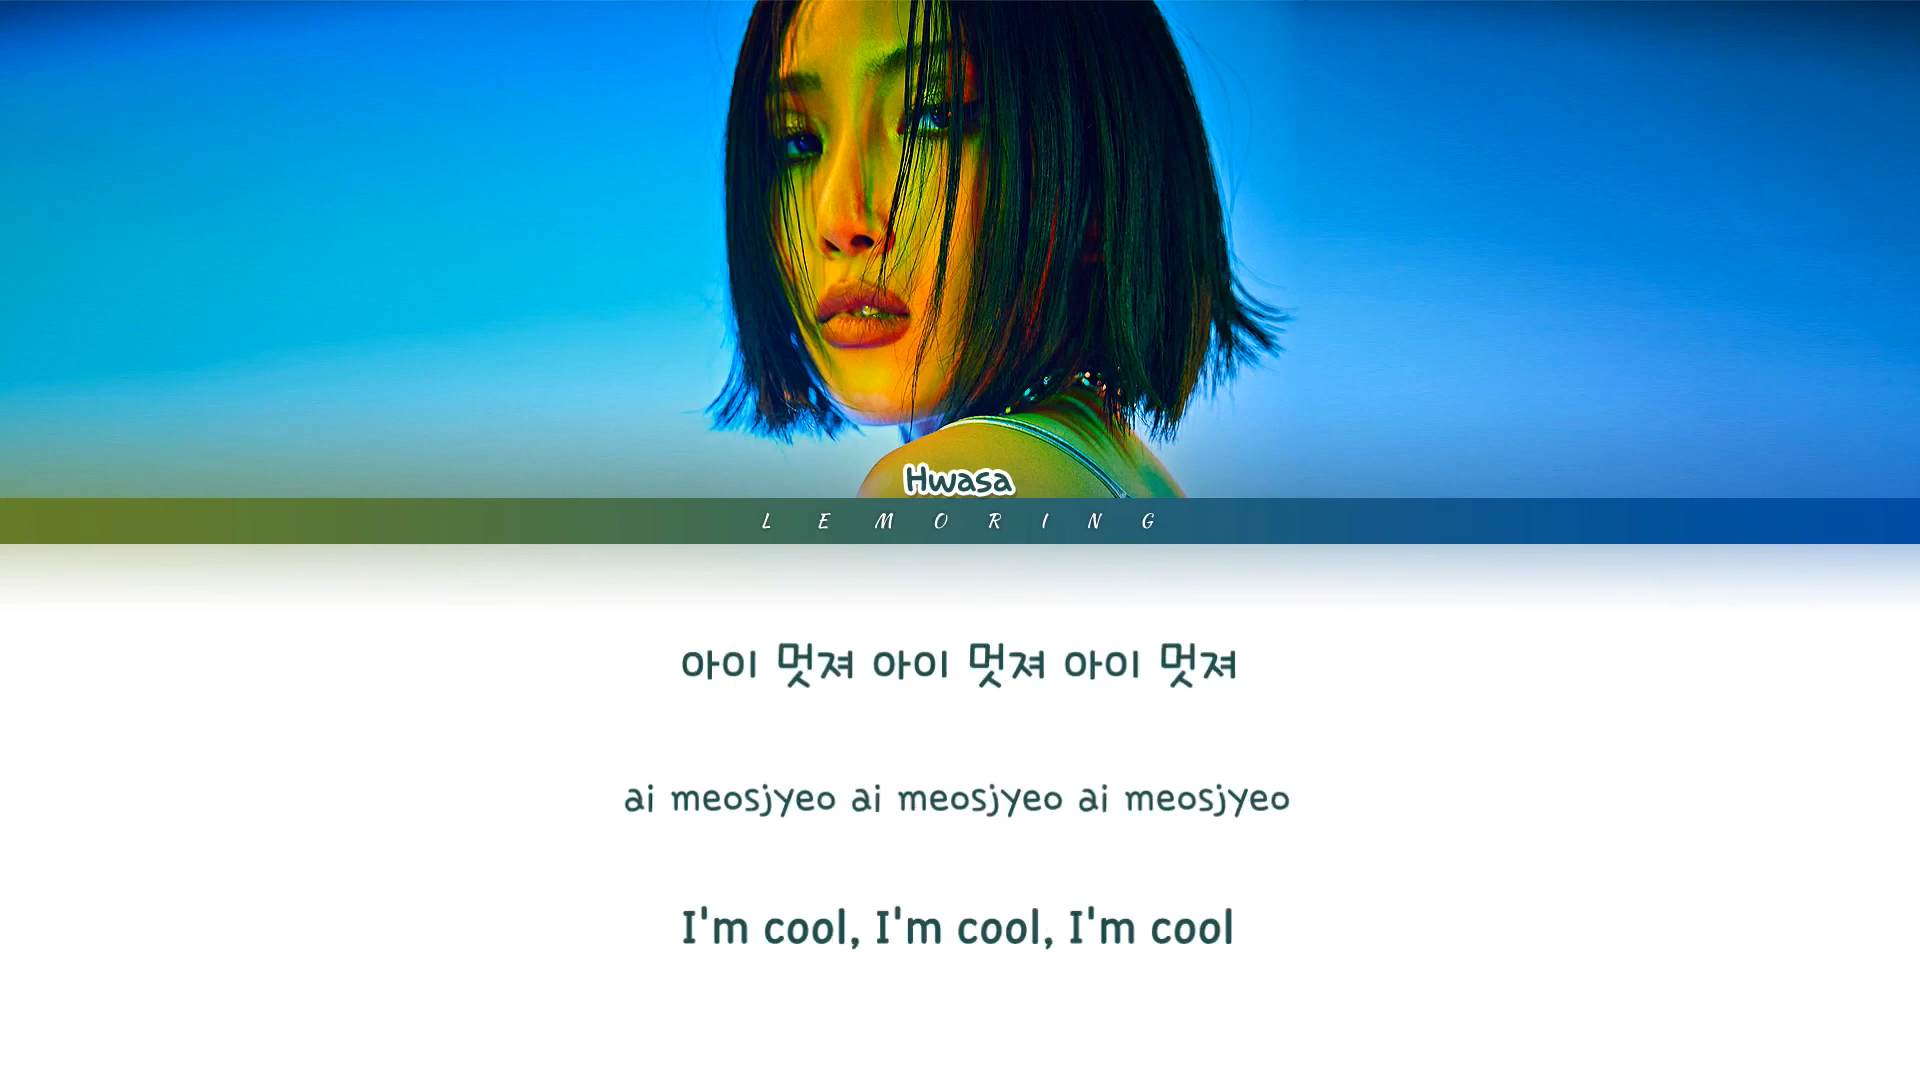 Hwasa
LEMORING
아이 멋져 아이 멋져 아이 멋져
ai meosjyeo ai meosjyeo ai meosjyeo
I'm cool, I'm cool, I'm cool